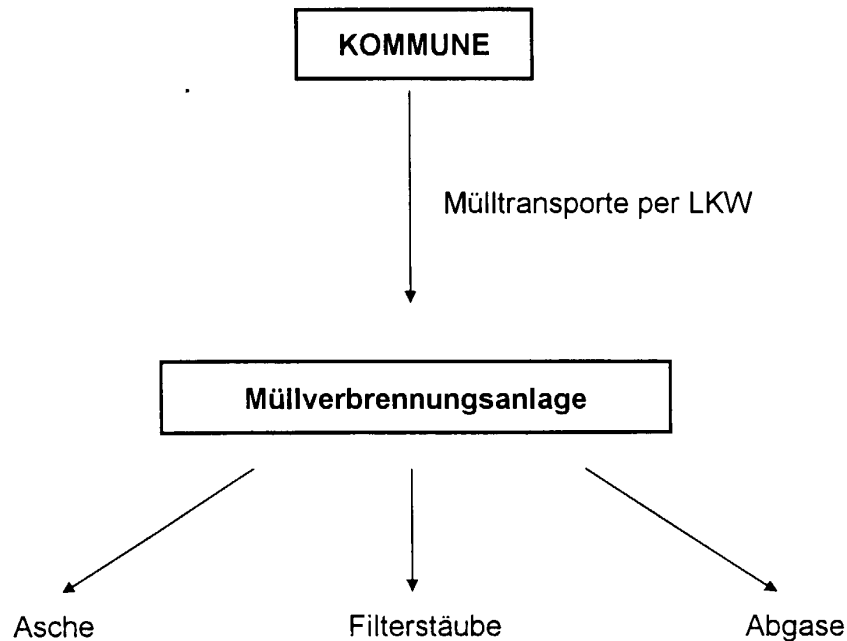 KOMMUNE
Mülltransporte per LKW
Müllverbrennungsanlage
Asche
Filterstäube
Abgase